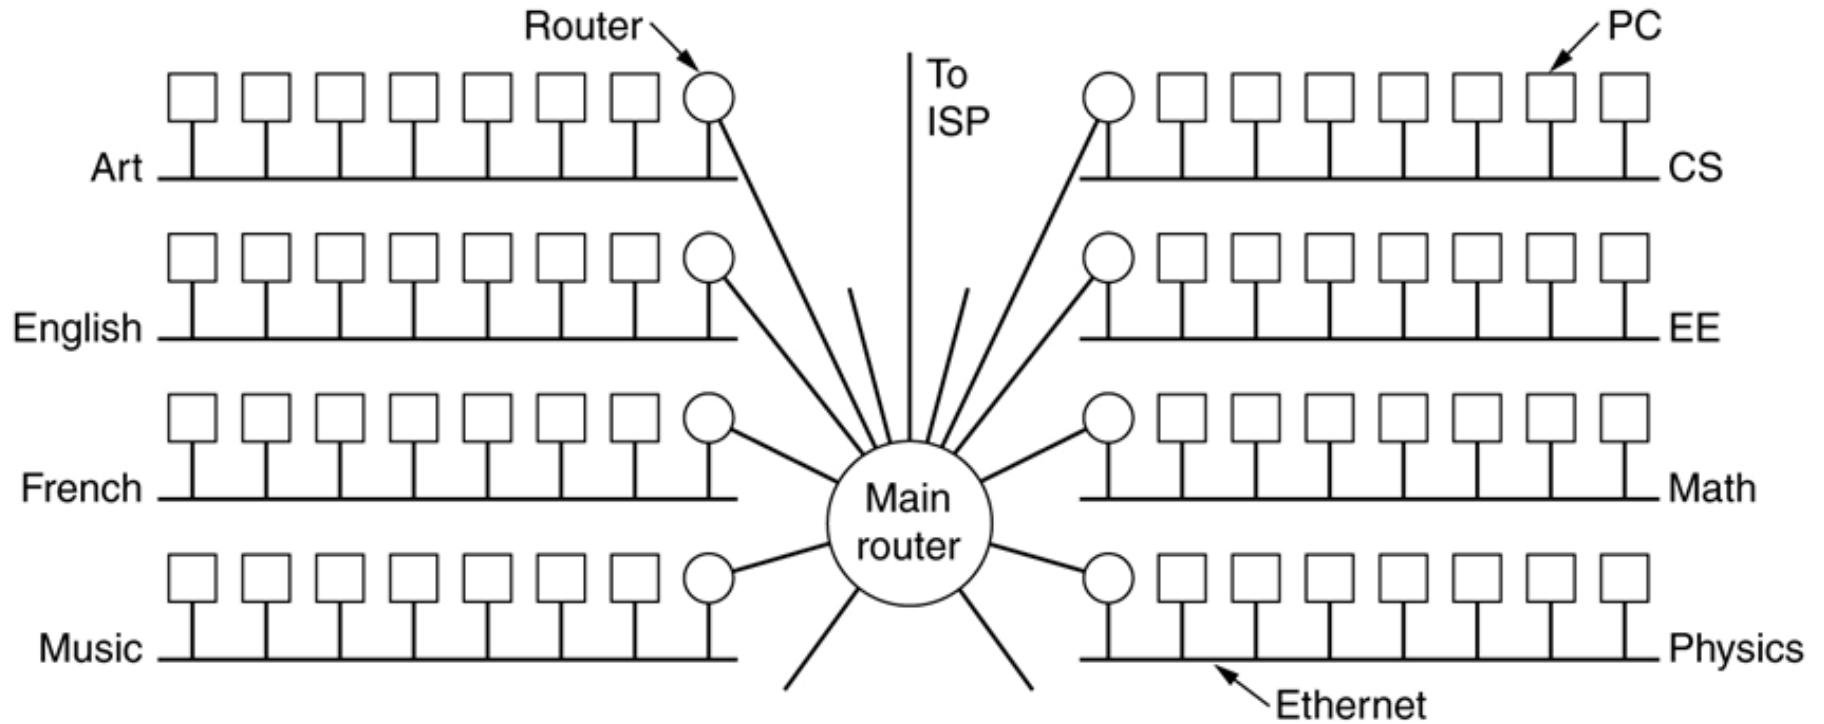 Router
PC
To
ISP
Art
CS
English
EE
French
Math
Main
router
Music
Physics
Ethernet